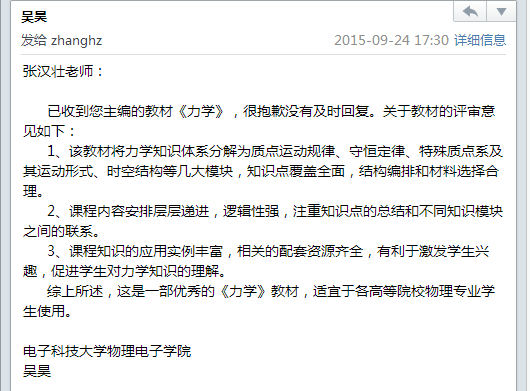 吴昊
发给 zhanghz 2015-09-24 17:30 详细信息
张汉壮老师：
已收到您主编的教材《力学》，很抱歉没有及时回复。关于教材的评审意
见如下：
1、该教材将力学知识体系分解为质点运动规律、守恒定律、特殊质点系及
其运动形式、时空结构等几大模块，知识点覆盖全面，结构编排和材料选择合
理。
2、课程内容安排层层递进，逻辑性强，注重知识点的总结和不同知识模块
之间的联系。
3、课程知识的应用实例丰富，相关的配套资源齐全，有利于激发学生兴
趣，促进学生对力学知识的理解。
综上所述，这是一部优秀的《力学》教材，适宜于各高等院校物理专业学
生使用。
电子科技大学物理电子学院
吴昊